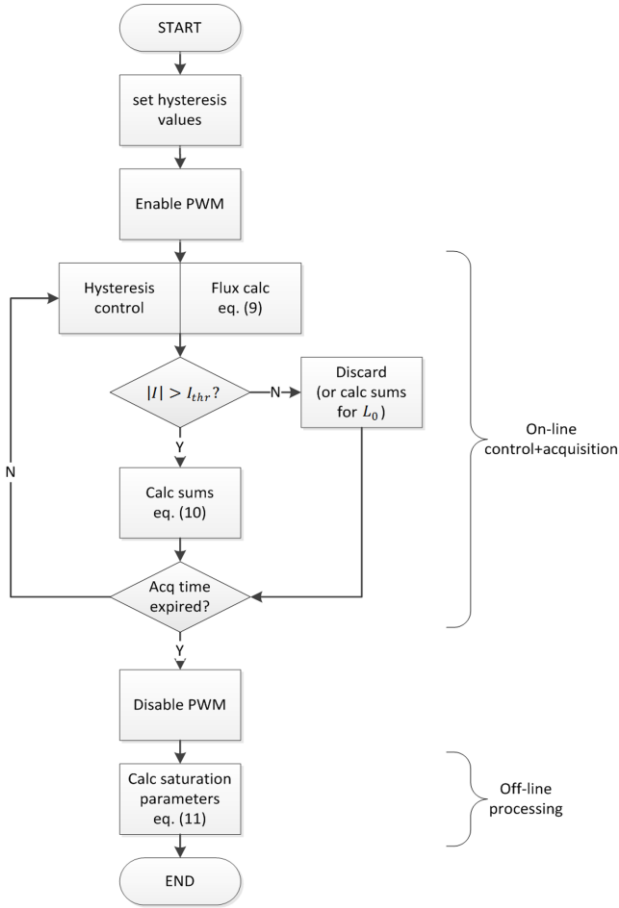 START
set hysteresis
values
Enable PWM
Hysteresis
control
Flux calc
eq. (9)
|I| > I_thr?
N
Discard
(or calc sums
for L_0)
Y
On-line
control+acquisition
N
Calc sums
eq. (10)
Acq time
expired?
Y
Disable PWM
Calc saturation
parameters
eq. (11)
Off-line
processing
END